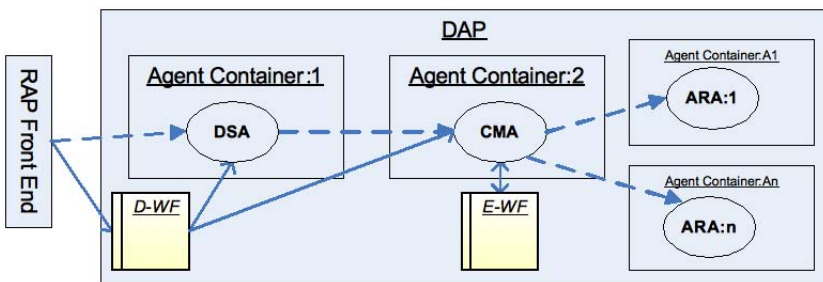 DAP
RAP Front End
Agent Container:1
DSA
Agent Container:2
CMA
Agent Container:A1
ARA:1
Agent Container:An
ARA:n
D-WF
E-WF